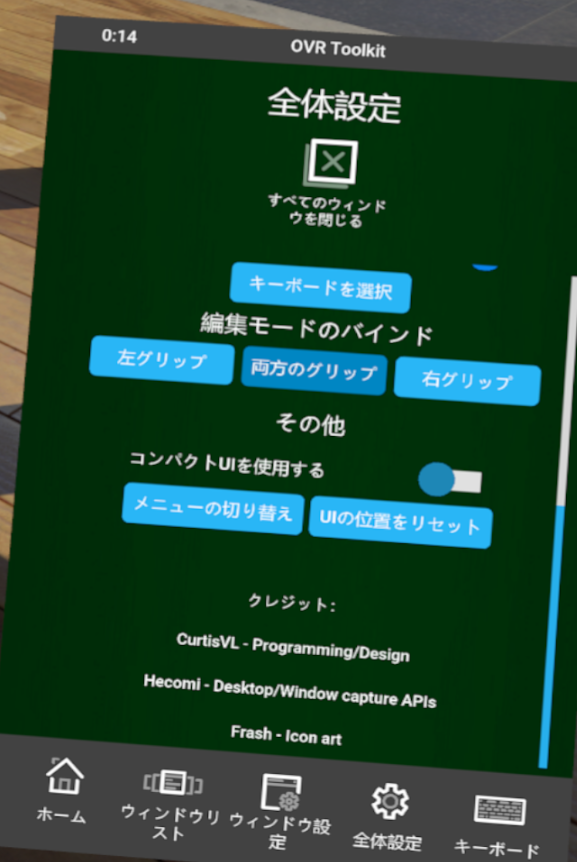 0:14
OVR Toolkit
全体設定
すべてのウィンド
ウを閉じる
キーボードを選択
編集モードのバインド
左グリップ
両方のグリップ
右グリップ
その他
コンパクトUIを使用する
メニューの切り替え
UIの位置をリセット
クレジット:
CurtisVL - Programming/Design
Hecomi - Desktop/Window capture APIs
Frash - Icon art
ホーム
ウィンドウリ
スト
ウィンドウ設
定
全体設定
キーボード